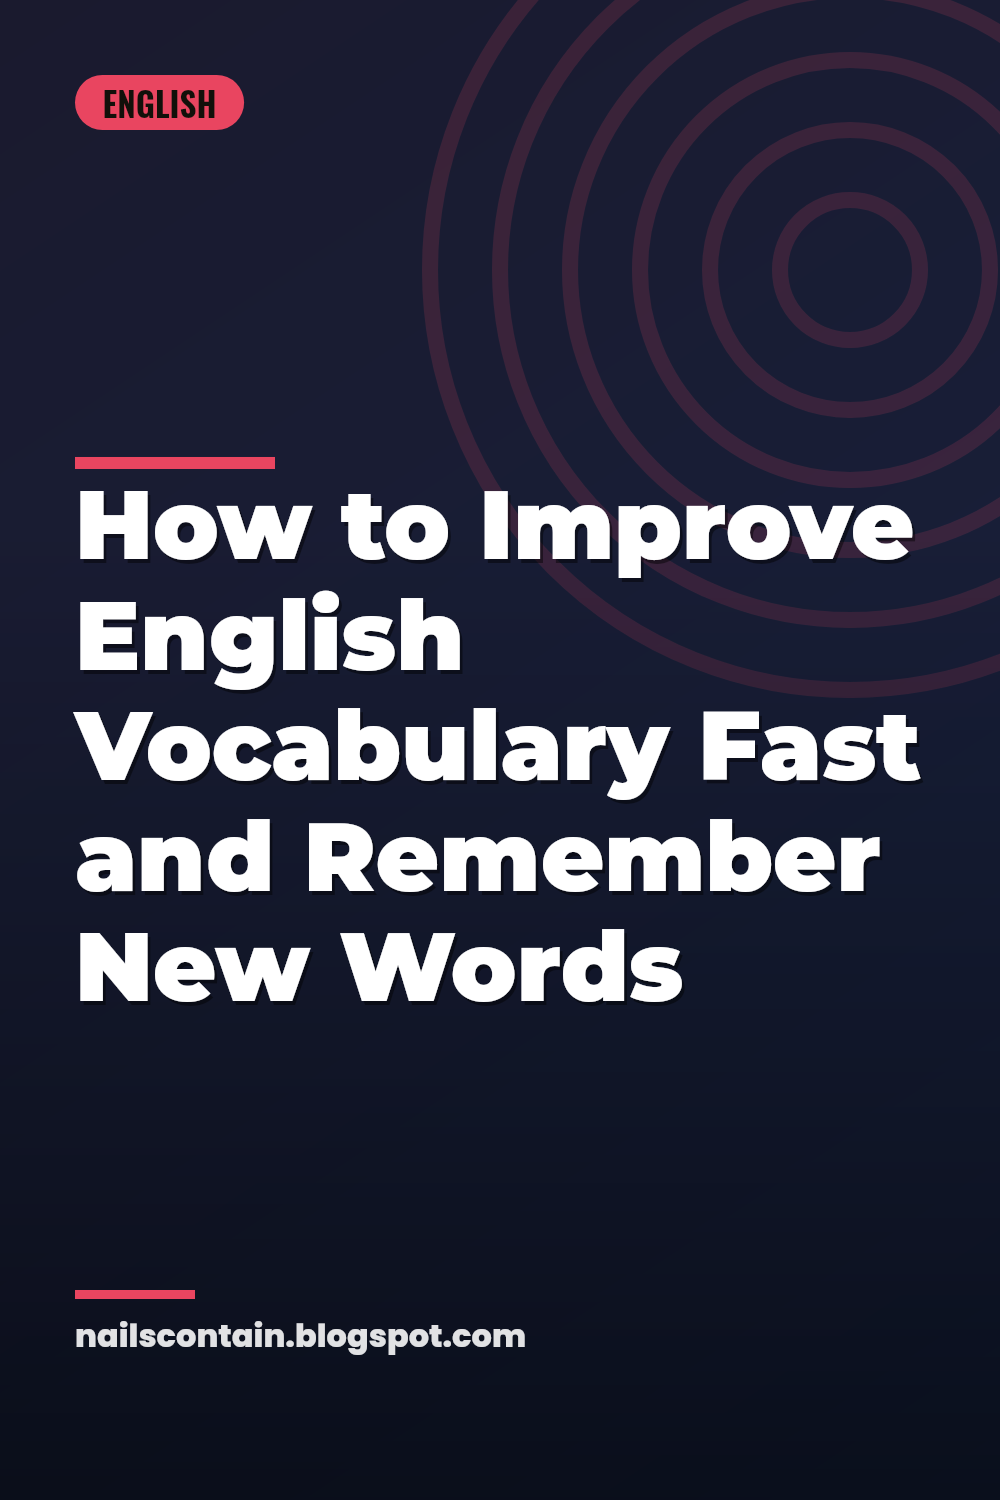 ENGLISH
How to Improve
English
Vocabulary Fast
and Remember
New Words
nailscontain.blogspot.com